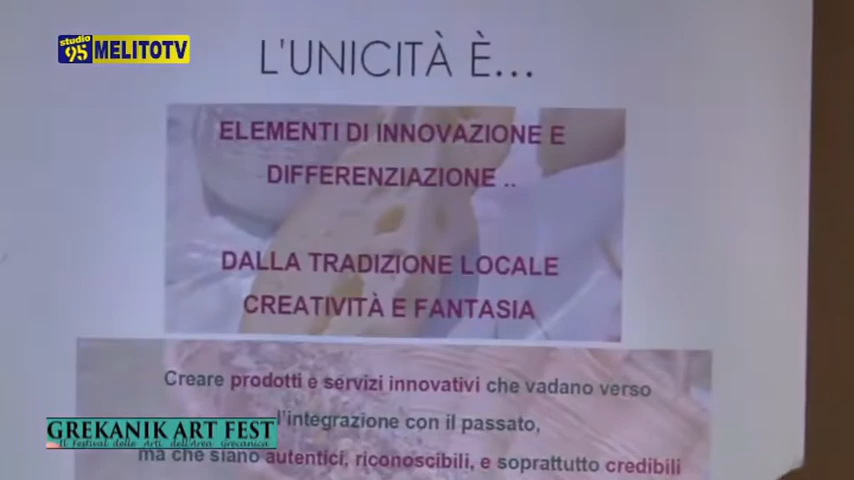 studio
95 MELITOTV
L'UNICITÀ È...
ELEMENTI DI INNOVAZIONE E
DIFFERENZIAZIONE ..
DALLA TRADIZIONE LOCALE
CREATIVITÀ E FANTASIA
Creare prodotti e servizi innovativi che vadano verso
l'integrazione con il passato,
GREKANIK ART FEST
Il Festival delle Arti dell'Area Grecanica
ma che siano autentici, riconoscibili, e soprattutto credibili